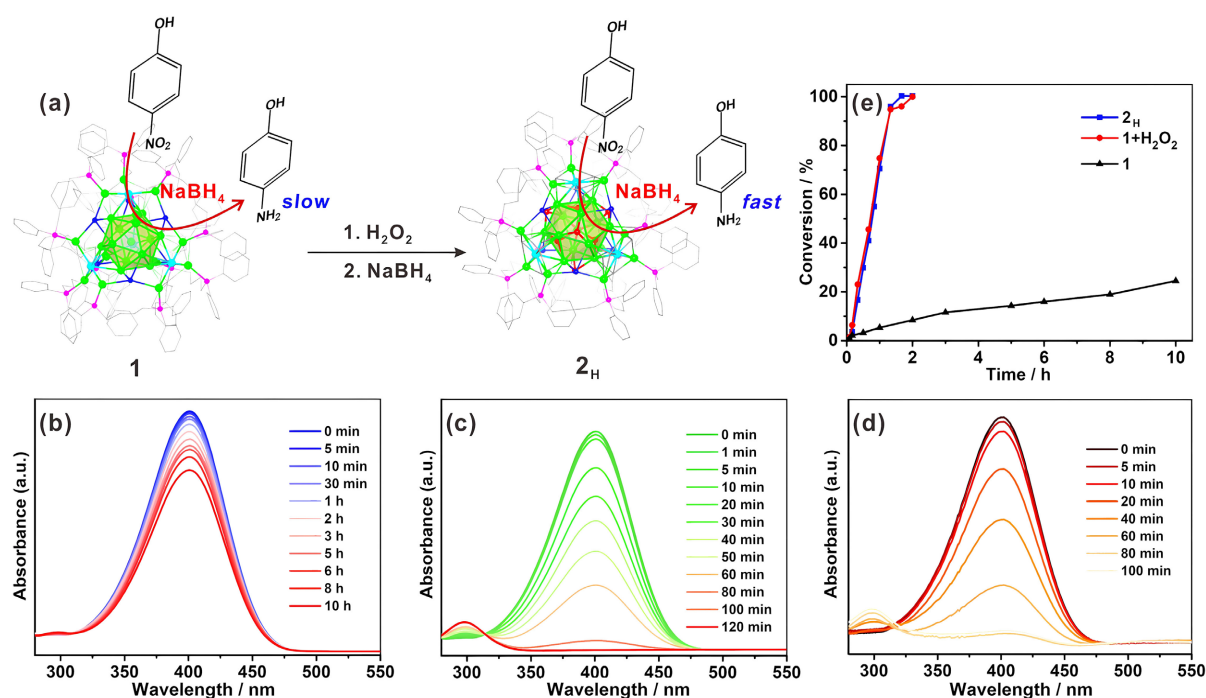 (a)
OH
NO₂
NaBH₄
OH
NH₂
slow
1
1. H₂O₂
2. NaBH₄
OH
NO₂
NaBH₄
OH
NH₂
fast
2H
(e)
Conversion / %
100
80
60
40
20
0
2H
1+H₂O₂
1
0 2 4 6 8 10
Time / h
(b)
Absorbance (a.u.)
0 min
5 min
10 min
30 min
1 h
2 h
3 h
5 h
6 h
8 h
10 h
300 350 400 450 500 550
Wavelength / nm
(c)
Absorbance (a.u.)
0 min
1 min
5 min
10 min
20 min
30 min
40 min
50 min
60 min
80 min
100 min
120 min
300 350 400 450 500 550
Wavelength / nm
(d)
Absorbance (a.u.)
0 min
5 min
10 min
20 min
40 min
60 min
80 min
100 min
300 350 400 450 500 550
Wavelength / nm